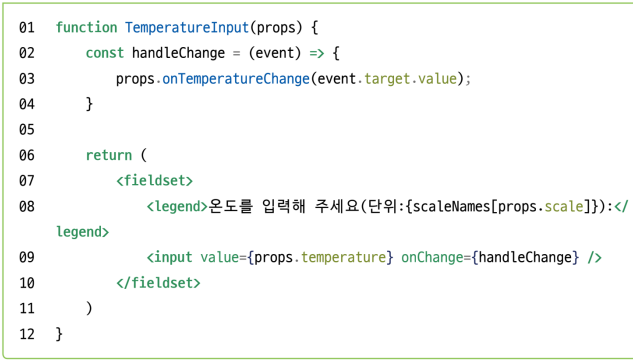 01 function TemperatureInput(props) {
02     const handleChange = (event) => {
03         props.onTemperatureChange(event.target.value);
04     }
05
06     return (
07         <fieldset>
08             <legend>온도를 입력해 주세요(단위:{scaleNames[props.scale]}):</
legend>
09             <input value={props.temperature} onChange={handleChange} />
10         </fieldset>
11     )
12 }